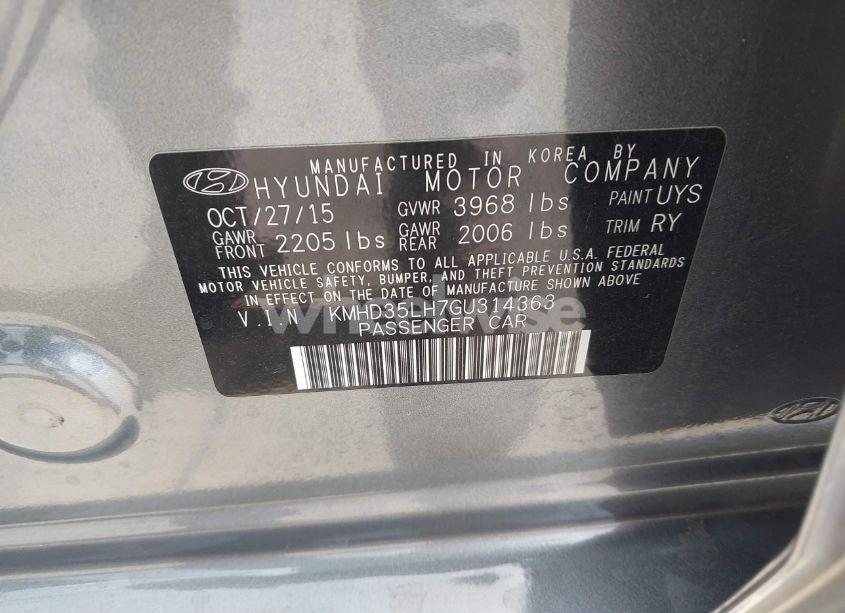 MANUFACTURED IN KOREA BY
HYUNDAI MOTOR COMPANY
OCT/27/15 GVWR 3968 lbs PAINT UYS
GAWR FRONT 2205 lbs GAWR REAR 2006 lbs TRIM RY
THIS VEHICLE CONFORMS TO ALL APPLICABLE U.S.A. FEDERAL
MOTOR VEHICLE SAFETY, BUMPER, AND THEFT PREVENTION STANDARDS
IN EFFECT ON THE DATE OF MANUFACTURE SHOWN ABOVE
V.I.N KMHD35LH7GU314363
PASSENGER CAR